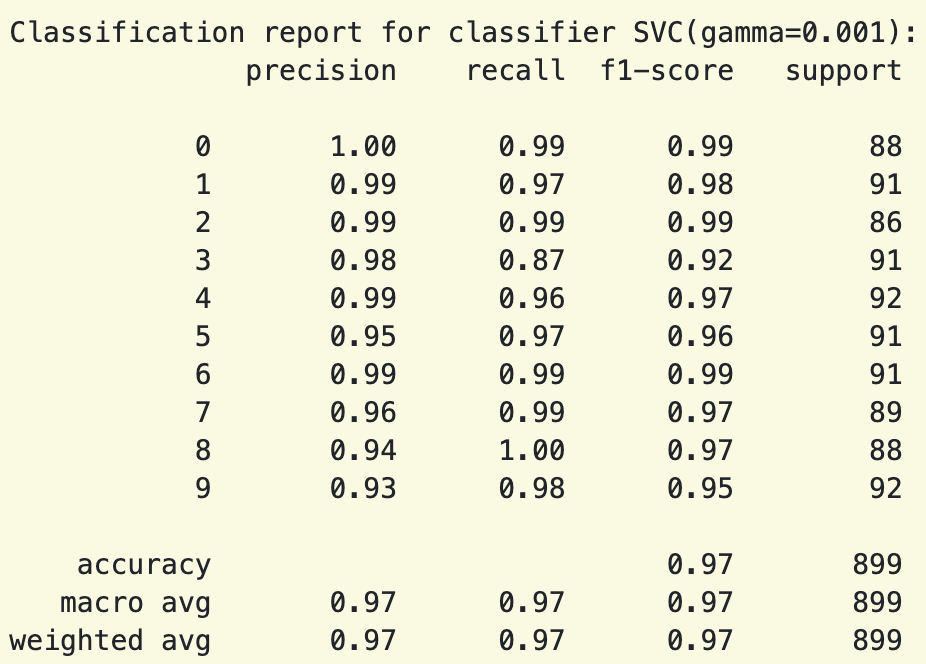 Classification report for classifier SVC(gamma=0.001):
precision recall f1-score support
0 1.00 0.99 0.99 88
1 0.99 0.97 0.98 91
2 0.99 0.99 0.99 86
3 0.98 0.87 0.92 91
4 0.99 0.96 0.97 92
5 0.95 0.97 0.96 91
6 0.99 0.99 0.99 91
7 0.96 0.99 0.97 89
8 0.94 1.00 0.97 88
9 0.93 0.98 0.95 92
accuracy 0.97 899
macro avg 0.97 0.97 0.97 899
weighted avg 0.97 0.97 0.97 899